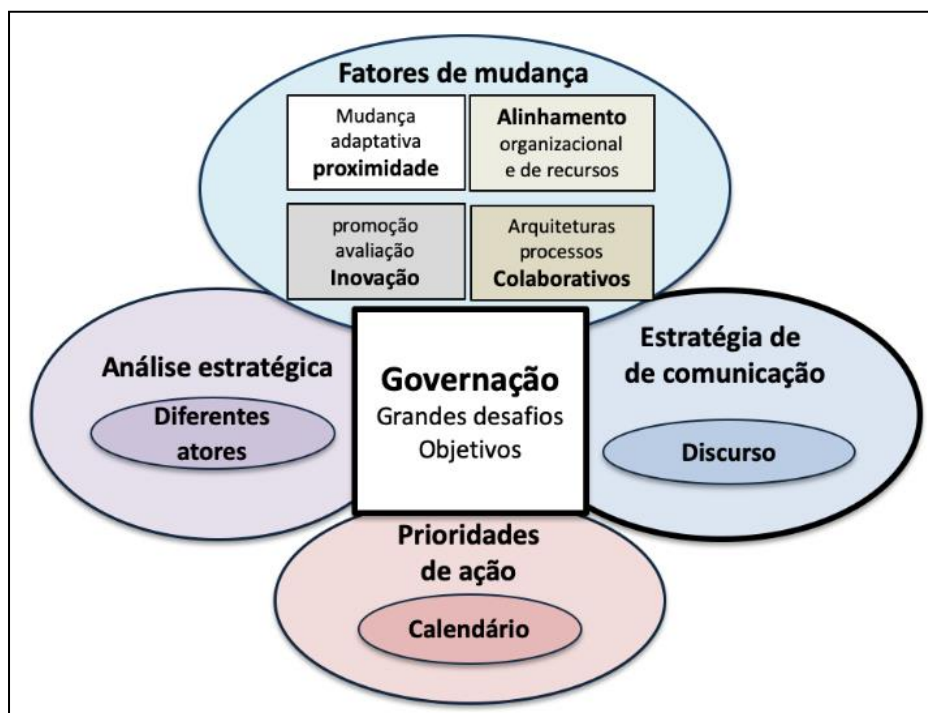 Fatores de mudança
Mudança
adaptativa
proximidade
Alinhamento
organizacional
e de recursos
promoção
avaliação
Inovação
Arquiteturas
processos
Colaborativos
Análise estratégica
Diferentes
atores
Governação
Grandes desafios
Objetivos
Estratégia de
de comunicação
Discurso
Prioridades
de ação
Calendário